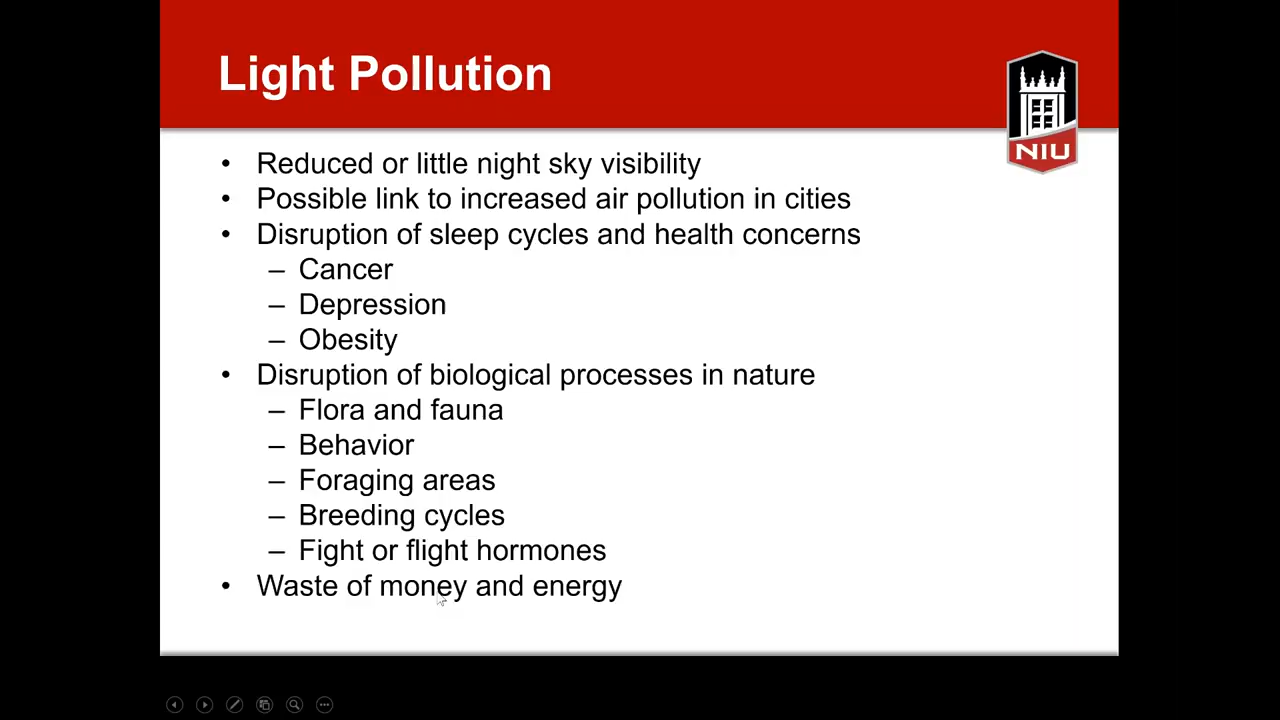 Light Pollution
NIU
• Reduced or little night sky visibility
• Possible link to increased air pollution in cities
• Disruption of sleep cycles and health concerns
– Cancer
– Depression
– Obesity
• Disruption of biological processes in nature
– Flora and fauna
– Behavior
– Foraging areas
– Breeding cycles
– Fight or flight hormones
• Waste of money and energy